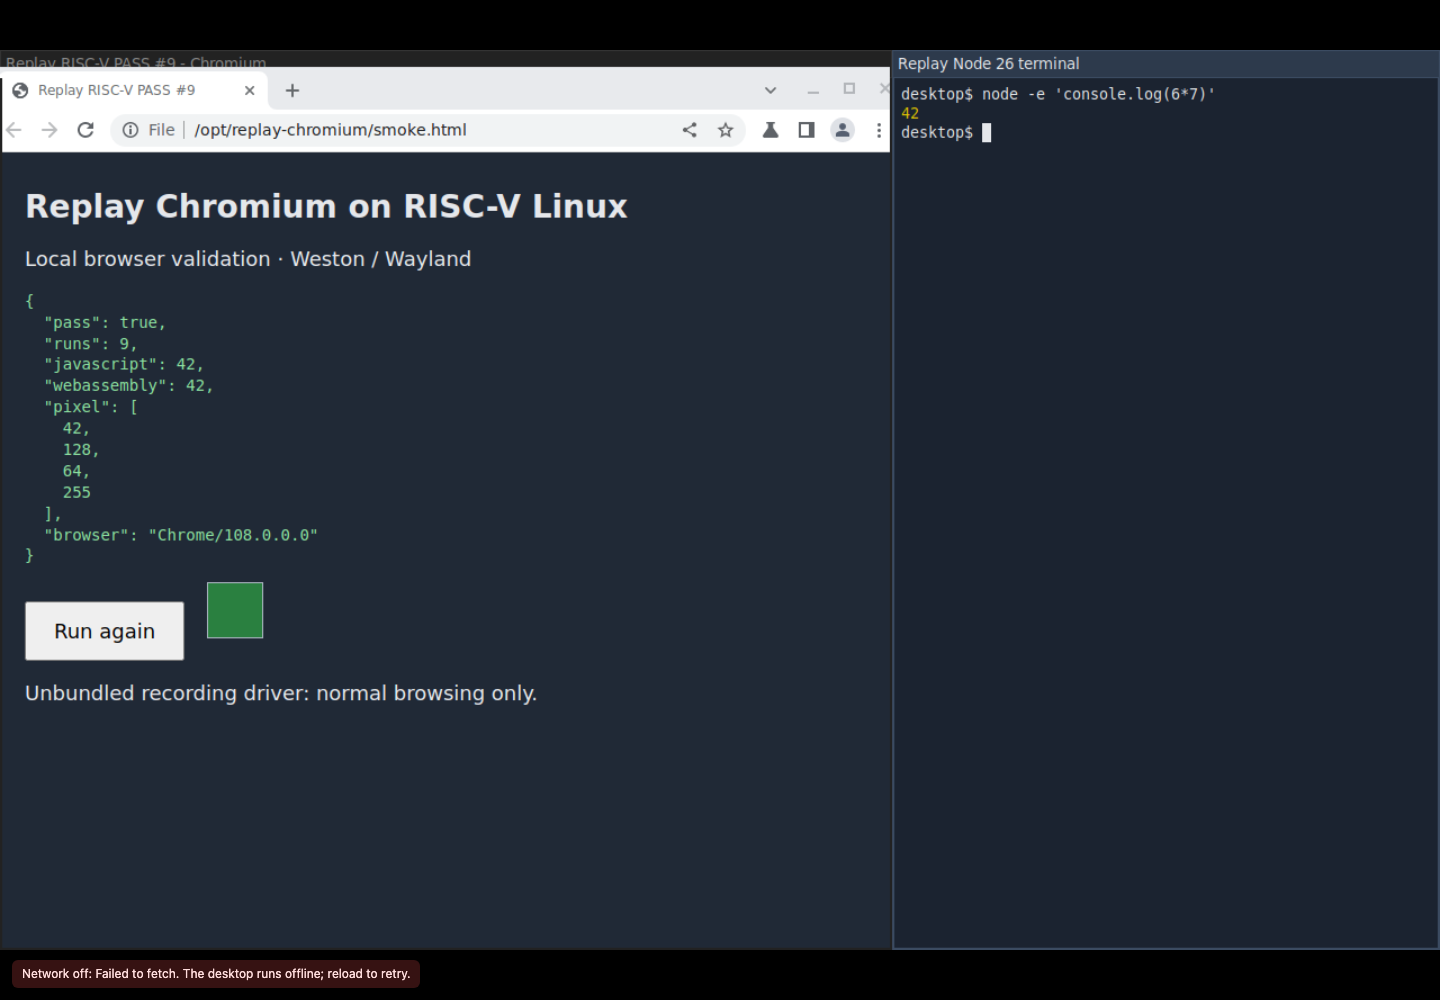 Replay RISC-V PASS #9 - Chromium
Replay RISC-V PASS #9
File /opt/replay-chromium/smoke.html
Replay Chromium on RISC-V Linux
Local browser validation · Weston / Wayland
{
  "pass": true,
  "runs": 9,
  "javascript": 42,
  "webassembly": 42,
  "pixel": [
    42,
    128,
    64,
    255
  ],
  "browser": "Chrome/108.0.0.0"
}
Run again
Unbundled recording driver: normal browsing only.
Replay Node 26 terminal
desktop$ node -e 'console.log(6*7)'
42
desktop$
Network off: Failed to fetch. The desktop runs offline; reload to retry.